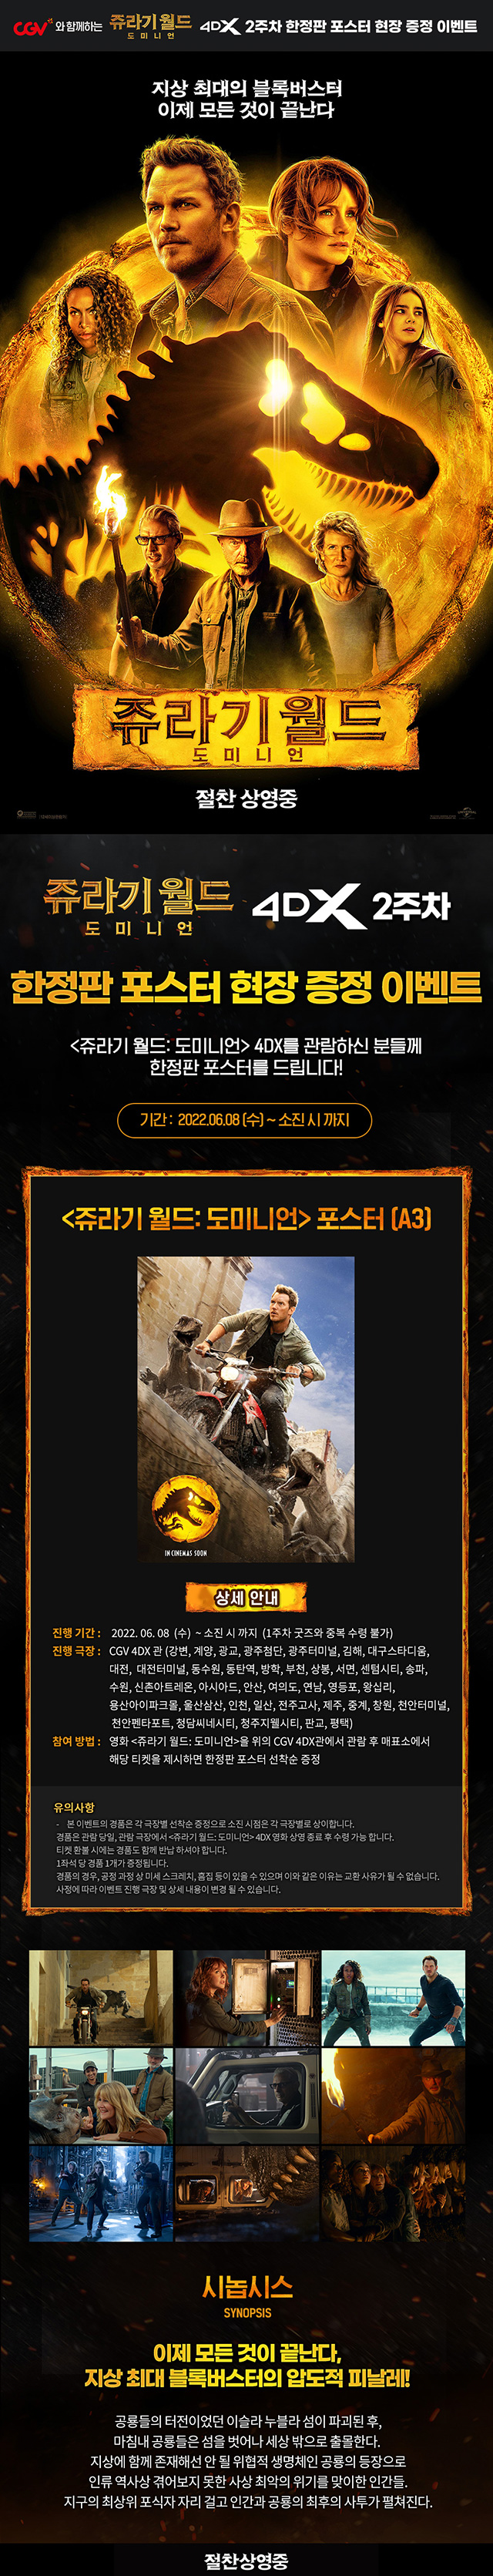 CGV 와 함께하는 쥬라기월드 도미니언 4DX 2주차 한정판 포스터 현장 증정 이벤트
지상 최대의 블록버스터
이제 모든 것이 끝난다
쥬라기월드
도미니언
절찬 상영중
쥬라기월드
도미니언
4DX 2주차
한정판 포스터 현장 증정 이벤트
<쥬라기 월드: 도미니언> 4DX를 관람하신 분들께
한정판 포스터를 드립니다!
기간 : 2022.06.08 (수) ~ 소진 시 까지
<쥬라기 월드: 도미니언> 포스터 (A3)
IN CINEMAS SOON
상세 안내
진행 기간 : 2022. 06. 08 (수) ~ 소진 시 까지 (1주차 굿즈와 중복 수령 불가)
진행 극장 : CGV 4DX 관 (강변, 계양, 광교, 광주첨단, 광주터미널, 김해, 대구스타디움,
대전, 대전터미널, 동수원, 동탄역, 방학, 부천, 상봉, 서면, 센텀시티, 송파,
수원, 신촌아트레온, 아시아드, 안산, 여의도, 연남, 영등포, 왕십리,
용산아이파크몰, 울산삼산, 인천, 일산, 전주고사, 제주, 중계, 창원, 천안터미널,
천안펜타포트, 청담씨네시티, 청주지웰시티, 판교, 평택)
참여 방법 : 영화 <쥬라기 월드: 도미니언>을 위의 CGV 4DX관에서 관람 후 매표소에서
해당 티켓을 제시하면 한정판 포스터 선착순 증정
유의사항
- 본 이벤트의 경품은 각 극장별 선착순 증정으로 소진 시점은 각 극장별로 상이합니다.
경품은 관람 당일, 관람 극장에서 <쥬라기 월드: 도미니언> 4DX 영화 상영 종료 후 수령 가능 합니다.
티켓 환불 시에는 경품도 함께 반납 하셔야 합니다.
1좌석 당 경품 1개가 증정됩니다.
경품의 경우, 공정 과정 상 미세 스크레치, 흠집 등이 있을 수 있으며 이와 같은 이유는 교환 사유가 될 수 없습니다.
사정에 따라 이벤트 진행 극장 및 상세 내용이 변경 될 수 있습니다.
시놉시스
SYNOPSIS
이제 모든 것이 끝난다,
지상 최대 블록버스터의 압도적 피날레!
공룡들의 터전이었던 이슬라 누블라 섬이 파괴된 후,
마침내 공룡들은 섬을 벗어나 세상 밖으로 출몰한다.
지상에 함께 존재해선 안 될 위협적 생명체인 공룡의 등장으로
인류 역사상 겪어보지 못한 사상 최악의 위기를 맞이한 인간들.
지구의 최상위 포식자 자리 걸고 인간과 공룡의 최후의 사투가 펼쳐진다.
절찬상영중